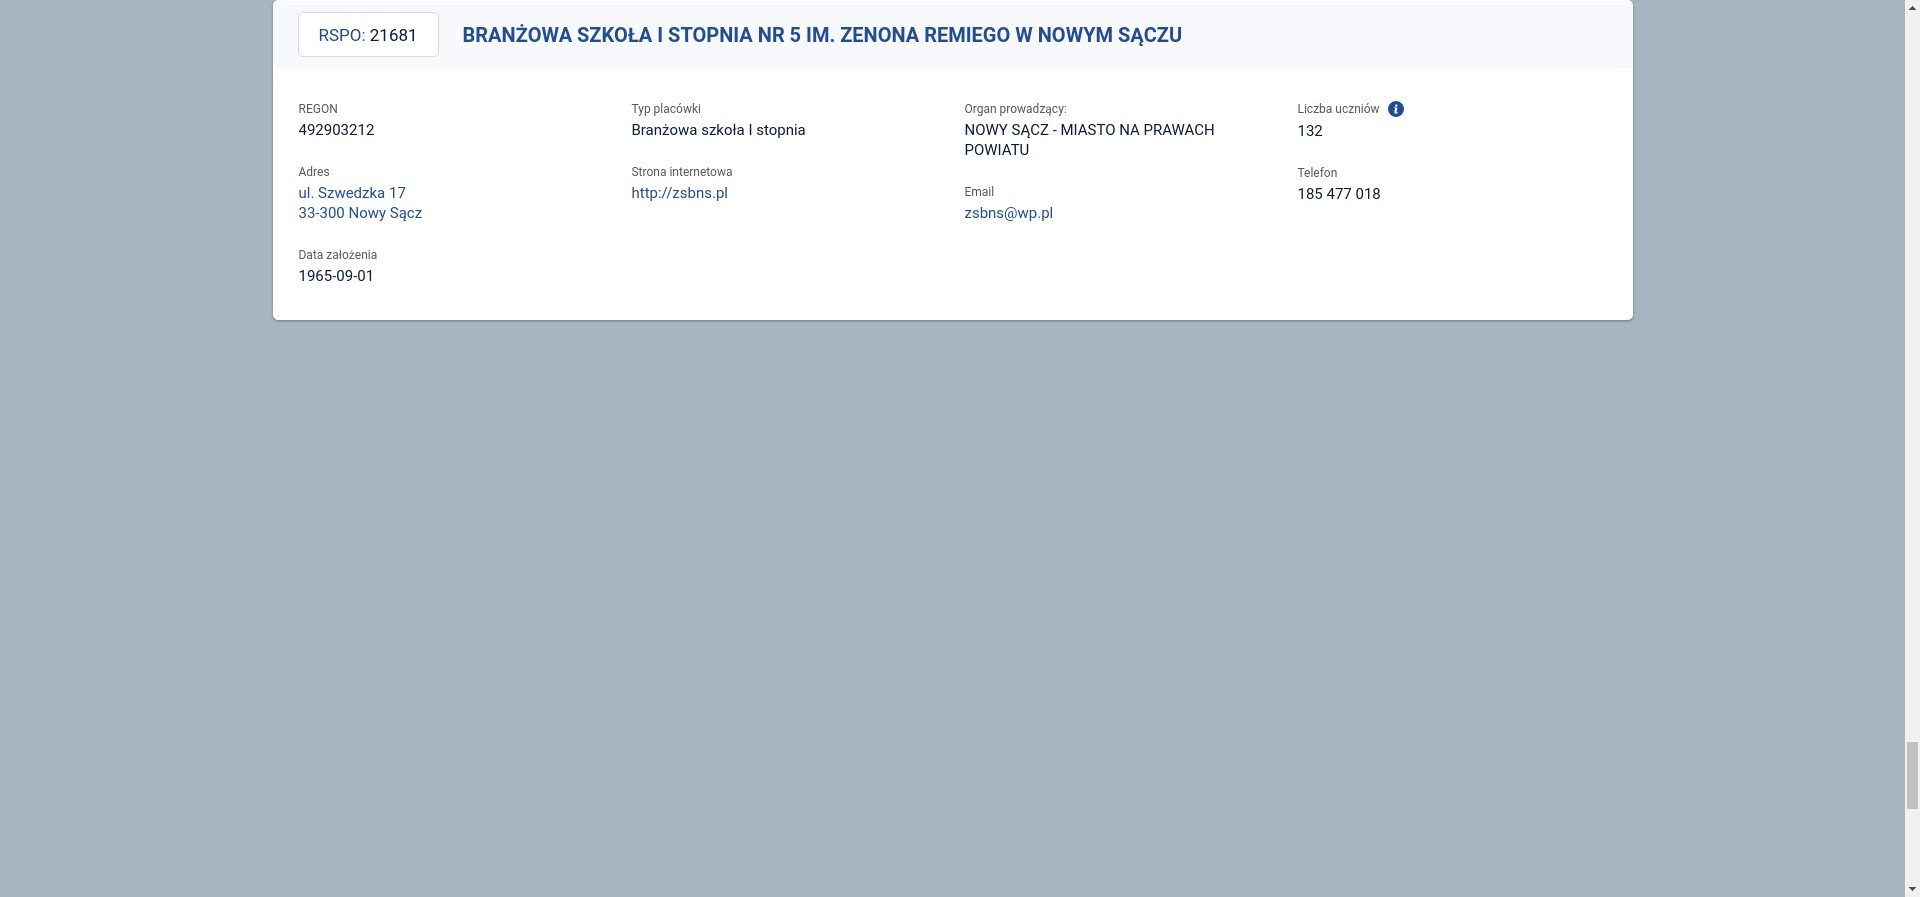 RSPO: 21681
BRANŻOWA SZKOŁA I STOPNIA NR 5 IM. ZENONA REMIEGO W NOWYM SĄCZU
REGON
492903212
Adres
ul. Szwedzka 17
33-300 Nowy Sącz
Data założenia
1965-09-01
Typ placówki
Branżowa szkoła I stopnia
Strona internetowa
http://zsbns.pl
Organ prowadzący:
NOWY SĄCZ - MIASTO NA PRAWACH
POWIATU
Email
zsbns@wp.pl
Liczba uczniów i
132
Telefon
185 477 018